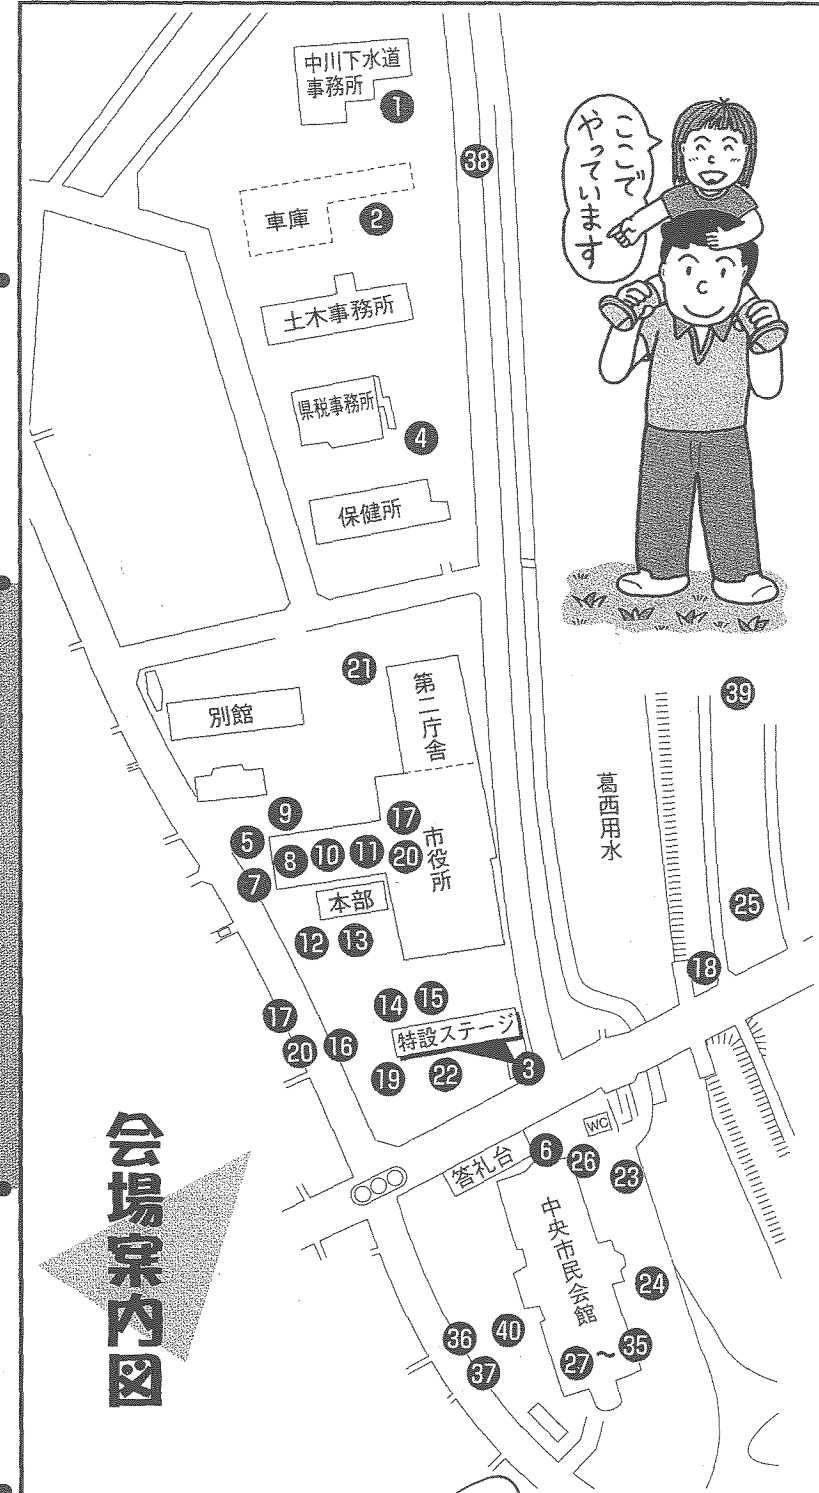 中川下水道
事務所
1
38
ここで
やっています
車庫
2
土木事務所
県税事務所
4
保健所
21
第二庁舎
39
別館
葛西用水
9
17
5
8
10
11
20
市役所
7
本部
25
12
13
18
14
15
17
特設ステージ
20
16
3
19
22
WC
6
答礼台
26
23
会場案内図
中央市民会館
24
36
40
27〜35
37